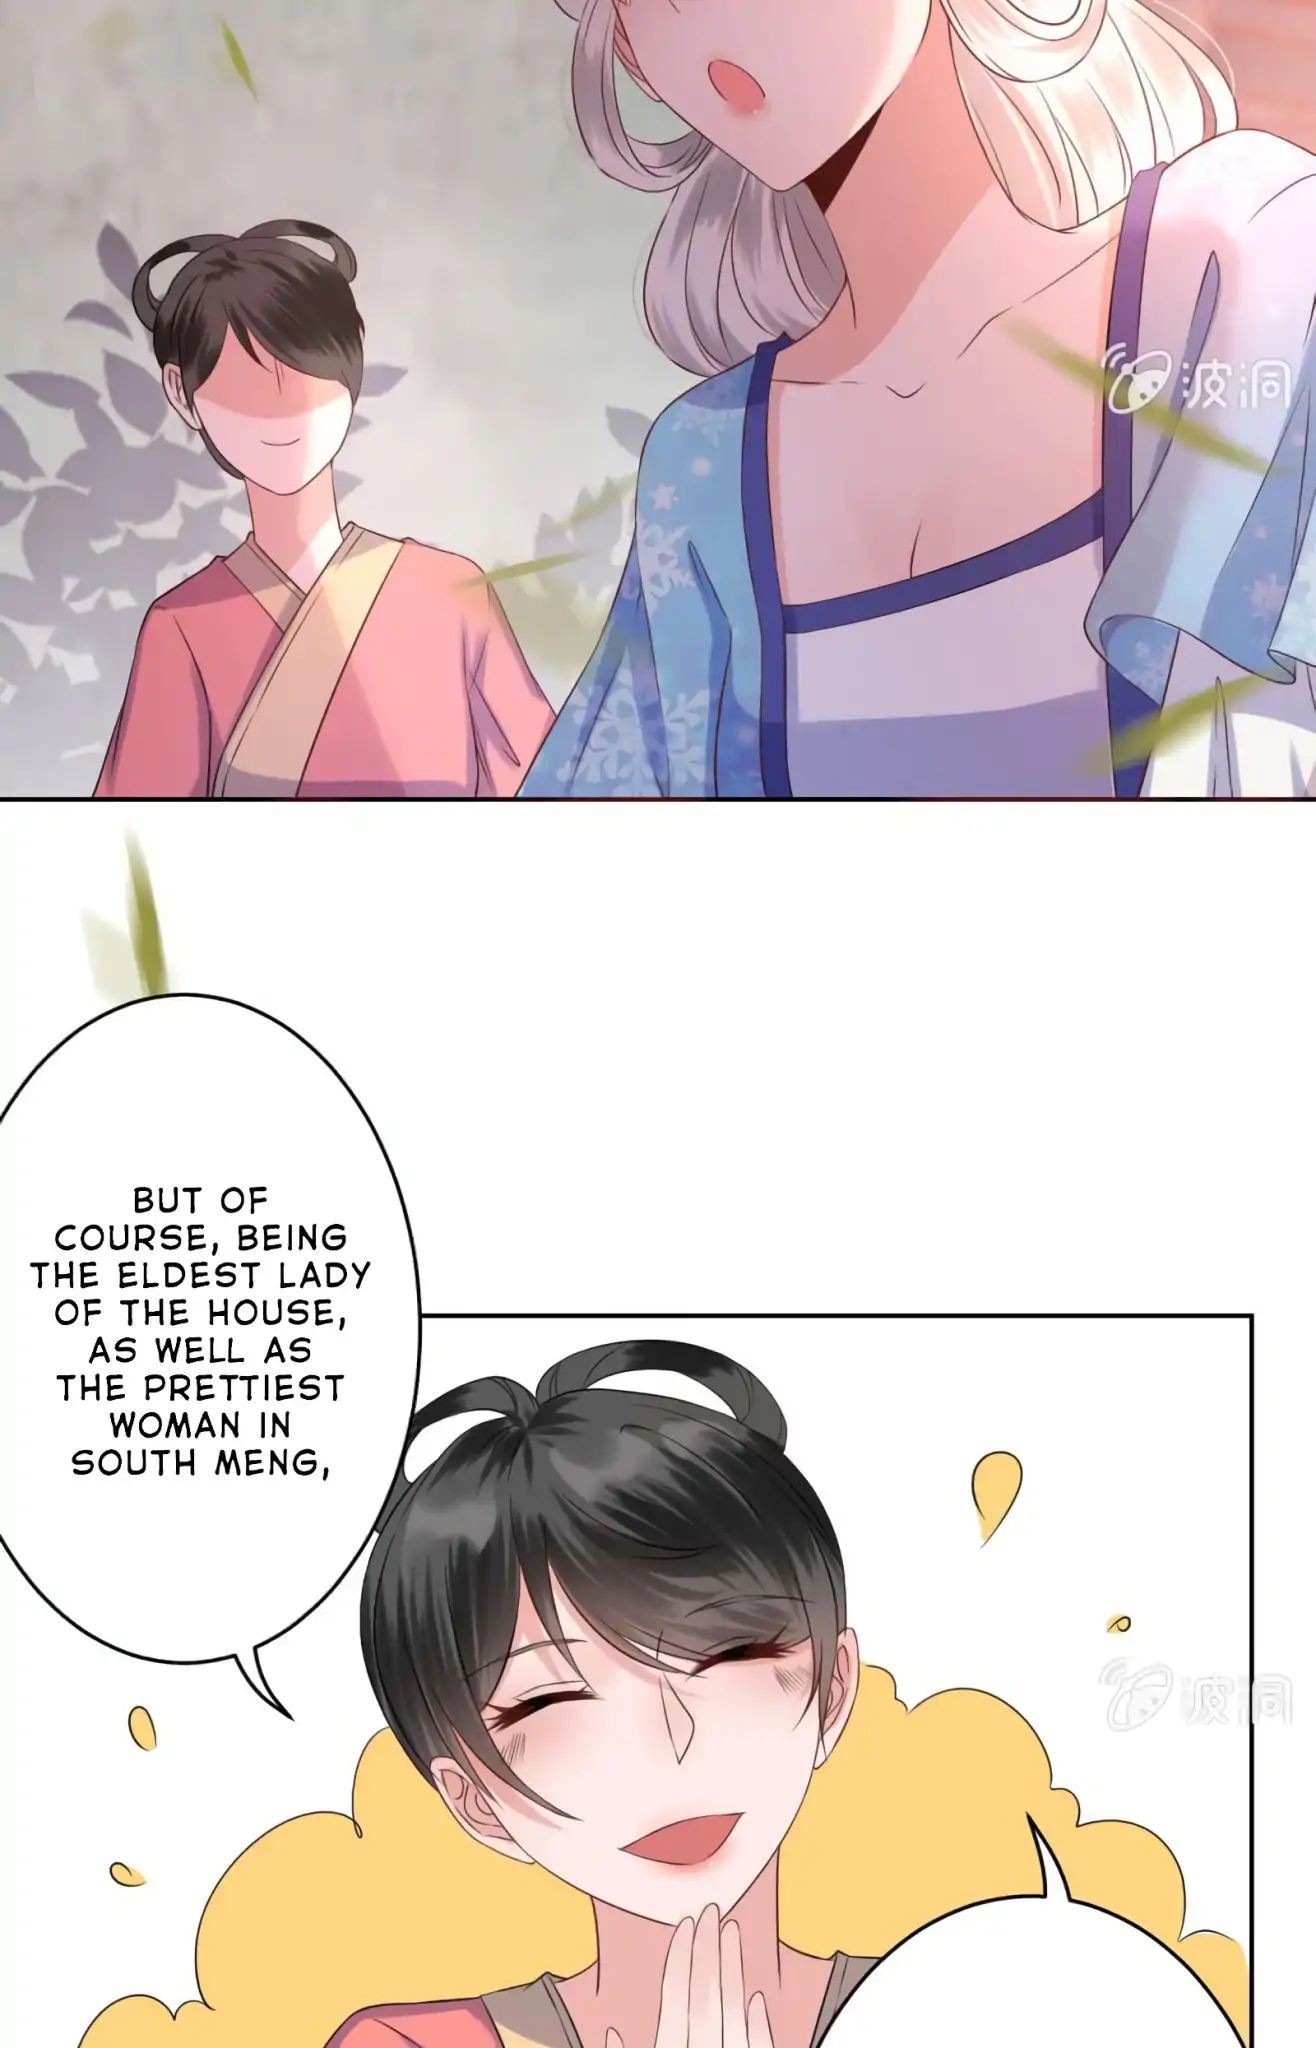 波洞
BUT OF
COURSE, BEING
THE ELDEST LADY
OF THE HOUSE,
AS WELL AS
THE PRETTIEST
WOMAN IN
SOUTH MENG,
波洞